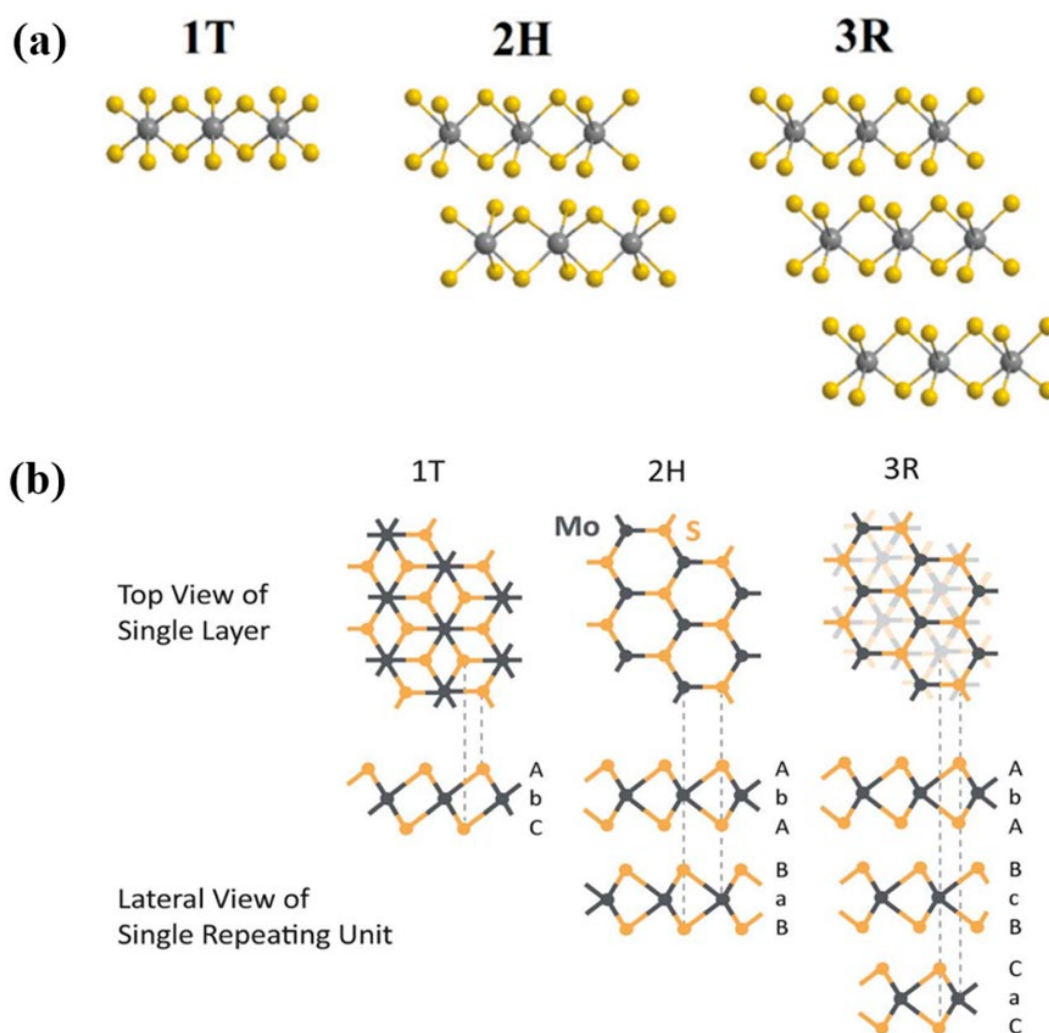 (a)
1T 2H 3R
(b)
1T 2H 3R
Mo S
Top View of
Single Layer
A A A
b b b
C A A
Lateral View of
Single Repeating Unit
B B
a c
B B
C
a
C